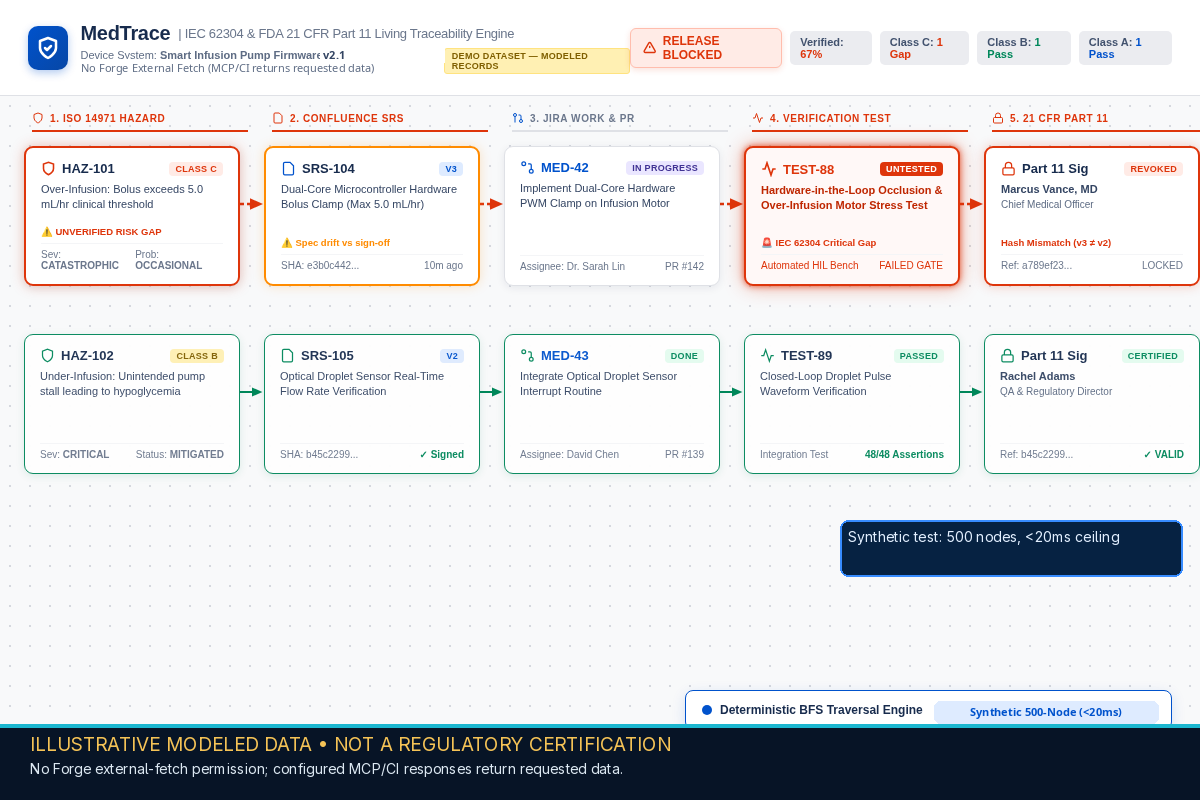 MedTrace | IEC 62304 & FDA 21 CFR Part 11 Living Traceability Engine
Device System: Smart Infusion Pump Firmware v2.1
No Forge External Fetch (MCP/CI returns requested data)
DEMO DATASET — MODELED
RECORDS
RELEASE
BLOCKED
Verified:
67%
Class C: 1
Gap
Class B: 1
Pass
Class A: 1
Pass
1. ISO 14971 HAZARD
2. CONFLUENCE SRS
3. JIRA WORK & PR
4. VERIFICATION TEST
5. 21 CFR PART 11
HAZ-101 CLASS C
Over-Infusion: Bolus exceeds 5.0
mL/hr clinical threshold
⚠️ UNVERIFIED RISK GAP
Sev:
CATASTROPHIC
Prob:
OCCASIONAL
SRS-104 V3
Dual-Core Microcontroller Hardware
Bolus Clamp (Max 5.0 mL/hr)
⚠️ Spec drift vs sign-off
SHA: e3b0c442... 10m ago
MED-42 IN PROGRESS
Implement Dual-Core Hardware
PWM Clamp on Infusion Motor
Assignee: Dr. Sarah Lin PR #142
TEST-88 UNTESTED
Hardware-in-the-Loop Occlusion &
Over-Infusion Motor Stress Test
🚨 IEC 62304 Critical Gap
Automated HIL Bench FAILED GATE
Part 11 Sig REVOKED
Marcus Vance, MD
Chief Medical Officer
Hash Mismatch (v3 ≠ v2)
Ref: a789ef23... LOCKED
HAZ-102 CLASS B
Under-Infusion: Unintended pump
stall leading to hypoglycemia
Sev: CRITICAL Status: MITIGATED
SRS-105 V2
Optical Droplet Sensor Real-Time
Flow Rate Verification
SHA: b45c2299... ✓ Signed
MED-43 DONE
Integrate Optical Droplet Sensor
Interrupt Routine
Assignee: David Chen PR #139
TEST-89 PASSED
Closed-Loop Droplet Pulse
Waveform Verification
Integration Test 48/48 Assertions
Part 11 Sig CERTIFIED
Rachel Adams
QA & Regulatory Director
Ref: b45c2299... ✓ VALID
Synthetic test: 500 nodes, <20ms ceiling
Deterministic BFS Traversal Engine Synthetic 500-Node (<20ms)
ILLUSTRATIVE MODELED DATA • NOT A REGULATORY CERTIFICATION
No Forge external-fetch permission; configured MCP/CI responses return requested data.